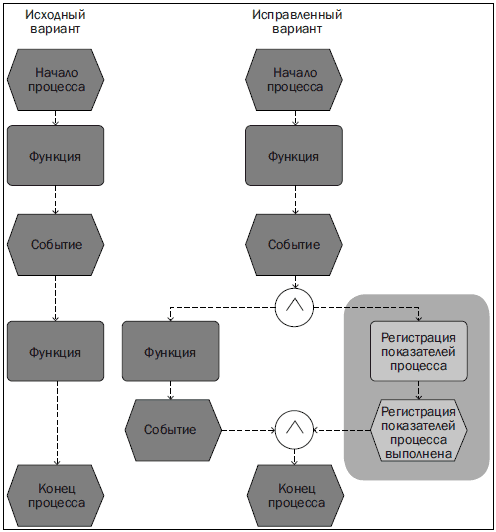 Исходный
вариант
Исправленный
вариант
Начало
процесса
Начало
процесса
Функция
Функция
Событие
Событие
Функция
Функция
Регистрация
показателей
процесса
Событие
Регистрация
показателей
процесса
выполнена
Конец
процесса
Конец
процесса